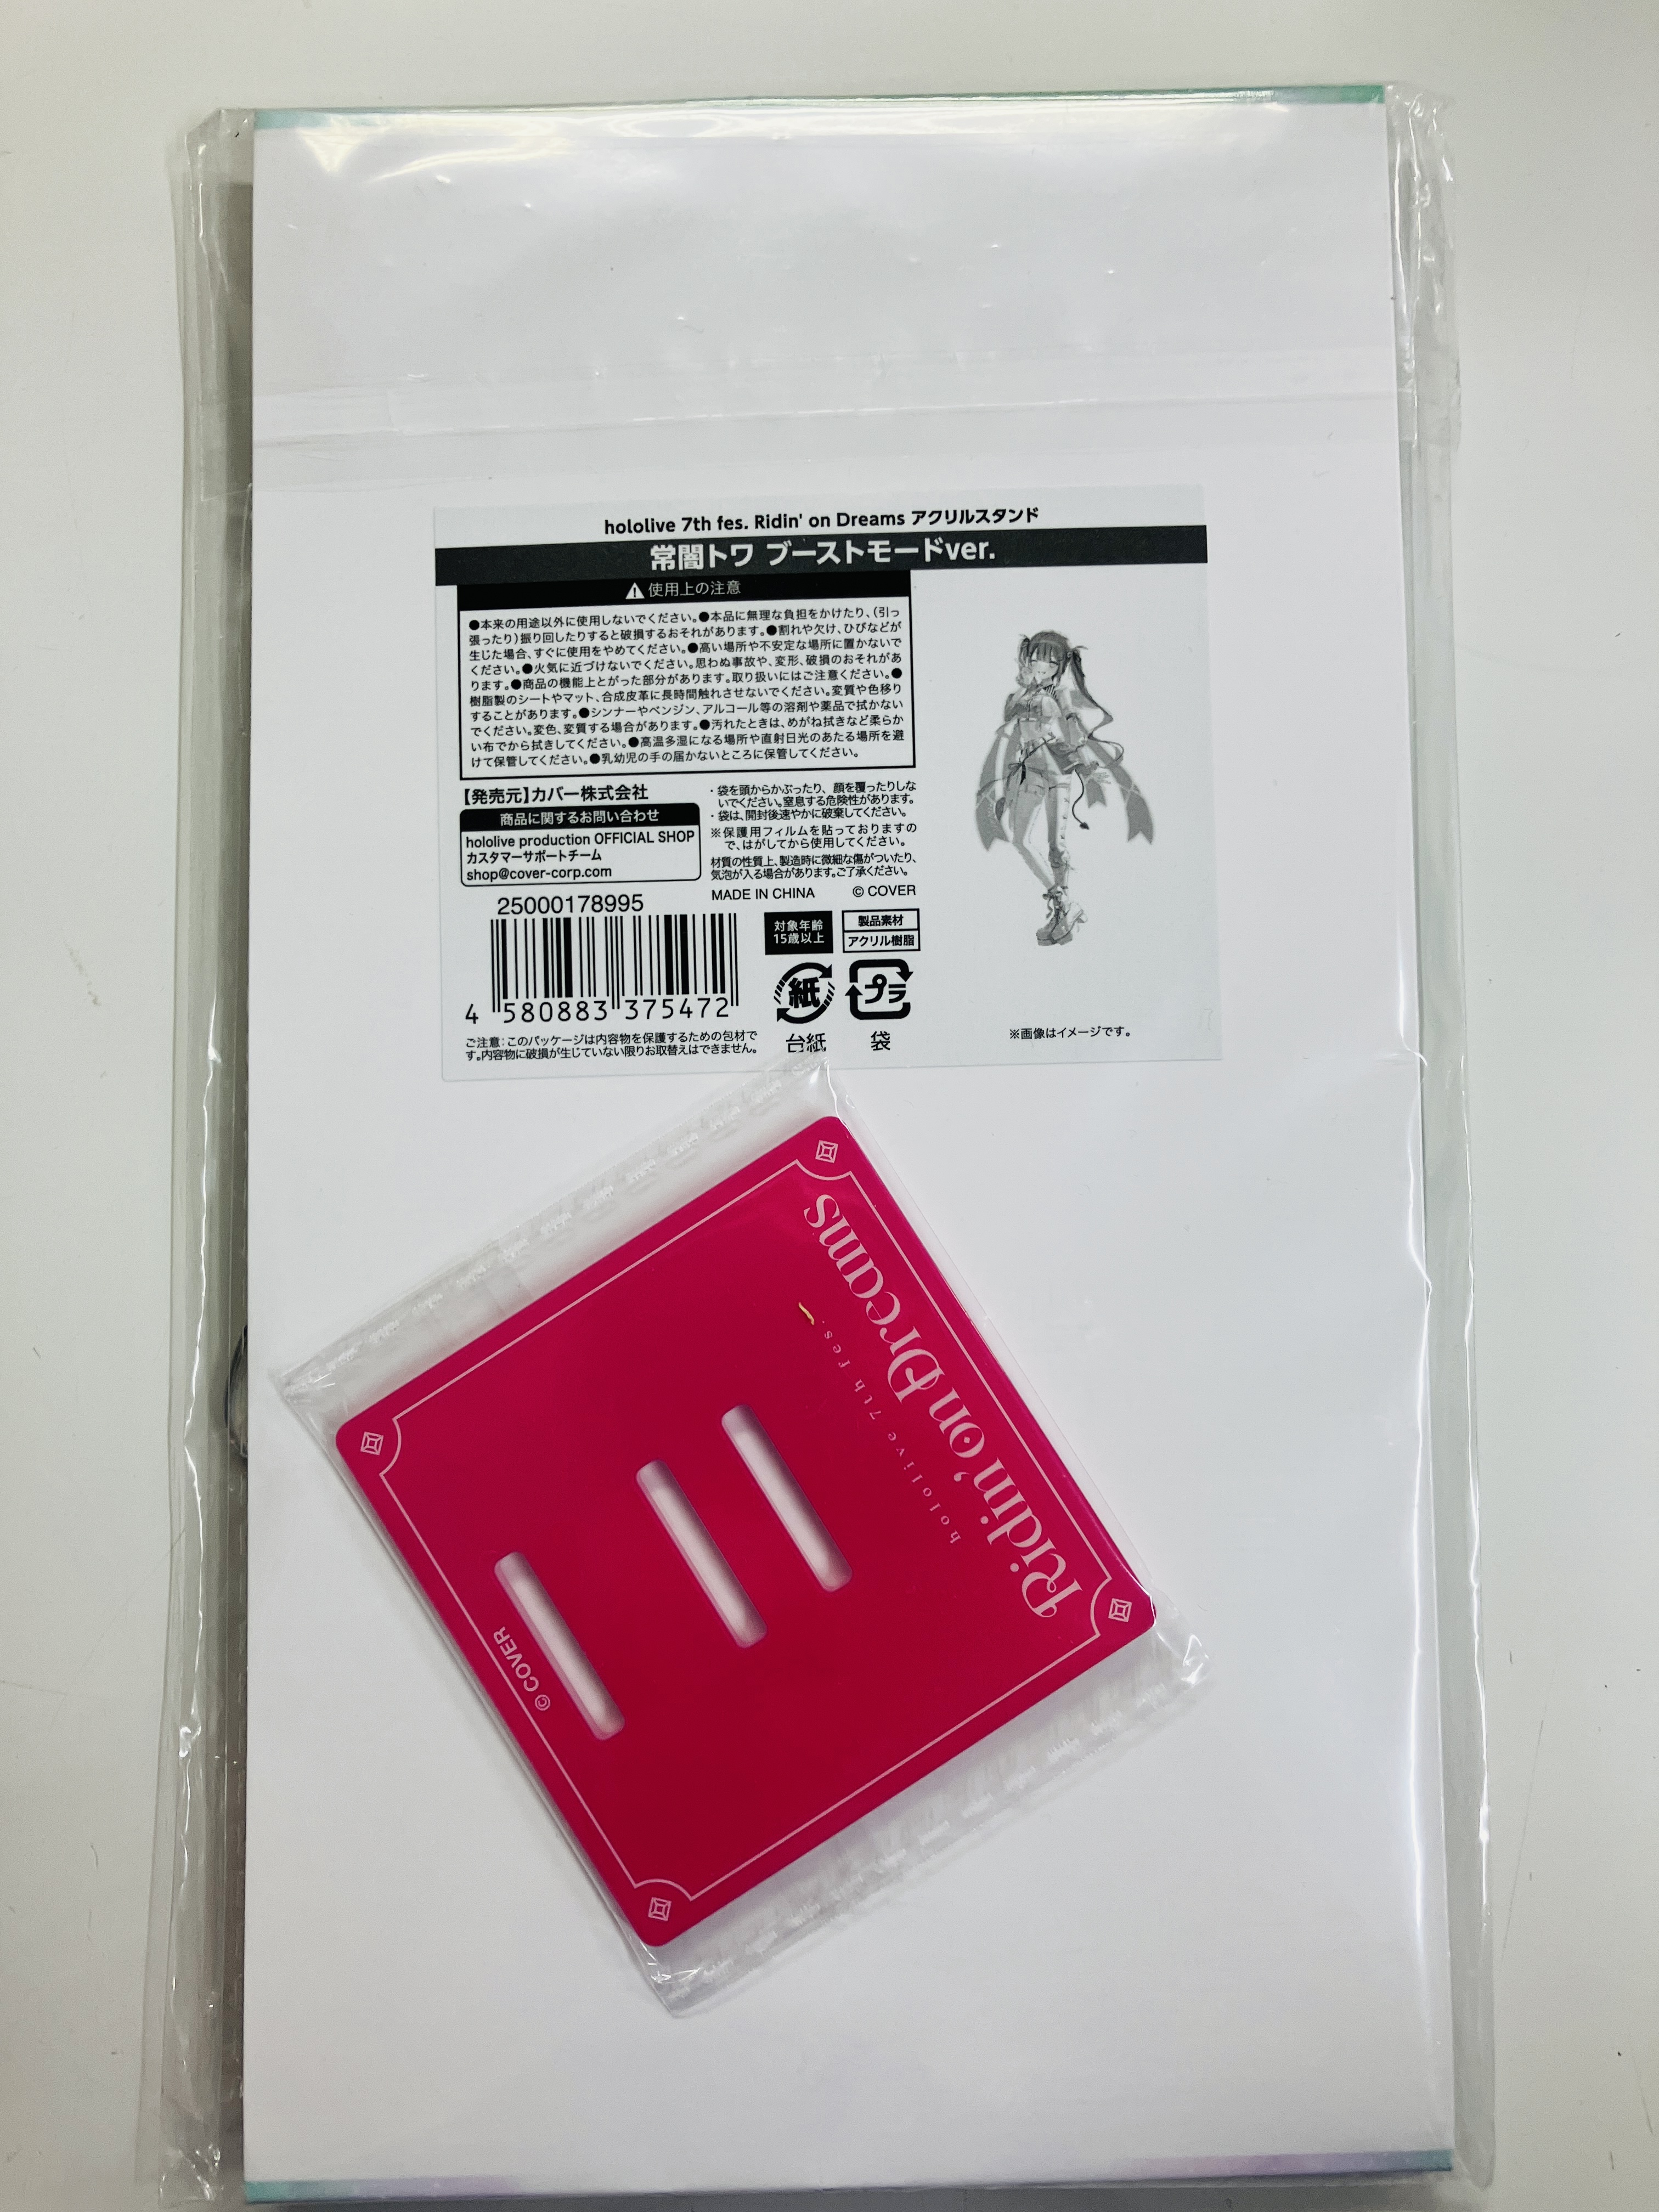 hololive 7th fes. Ridin' on Dreams アクリルスタンド
常闇トワ ブーストモードver.
使用上の注意
●本来の用途以外に使用しないでください。●本品に無理な負担をかけたり、(引っ
張ったり)振り回したりすると破損するおそれがあります。●割れや欠け、ひびなどが
生じた場合、すぐに使用をやめてください。●高い場所や不安定な場所に置かないで
ください。●火気に近づけないでください。思わぬ事故や、変形、破損のおそれがあ
ります。●商品の機能上とがった部分があります。取り扱いにはご注意ください。●
樹脂製のシートやマット、合成皮革に長時間触れさせないでください。変質や色移り
することがあります。●シンナーやベンジン、アルコール等の溶剤や薬品で拭かない
でください。変色、変質する場合があります。●汚れたときは、めがね拭きなど柔らか
い布でから拭きしてください。●高温多湿になる場所や直射日光のあたる場所を避
けて保管してください。●乳幼児の手の届かないところに保管してください。
【発売元】カバー株式会社
商品に関するお問い合わせ
hololive production OFFICIAL SHOP
カスタマーサポートチーム
shop@cover-corp.com
・袋を頭からかぶったり、顔を覆ったりしな
いでください。窒息する危険性があります。
・袋は、開封後速やかに破棄してください。
※保護用フィルムを貼っておりますの
で、はがしてから使用してください。
材質の性質上、製造時に微細な傷がついたり、
気泡が入る場合があります。ご了承ください。
MADE IN CHINA © COVER
25000178995
4 580883 375472
対象年齢
15歳以上
製品素材
アクリル樹脂
紙
プラ
台紙
袋
ご注意:このパッケージは内容物を保護するための包材で
す。内容物に破損が生じていない限りお取替えはできません。
※画像はイメージです。
Ridin' on Dreams
hololive 7th fes.
© COVER